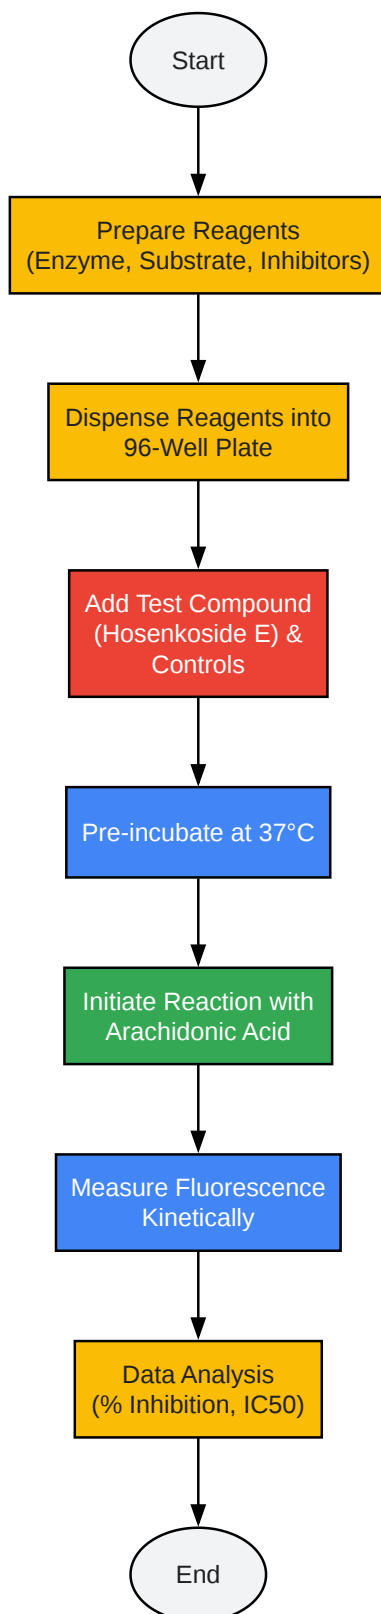 Start
Prepare Reagents
(Enzyme, Substrate, Inhibitors)
Dispense Reagents into
96-Well Plate
Add Test Compound
(Hosenkoside E) &
Controls
Pre-incubate at 37°C
Initiate Reaction with
Arachidonic Acid
Measure Fluorescence
Kinetically
Data Analysis
(% Inhibition, IC50)
End